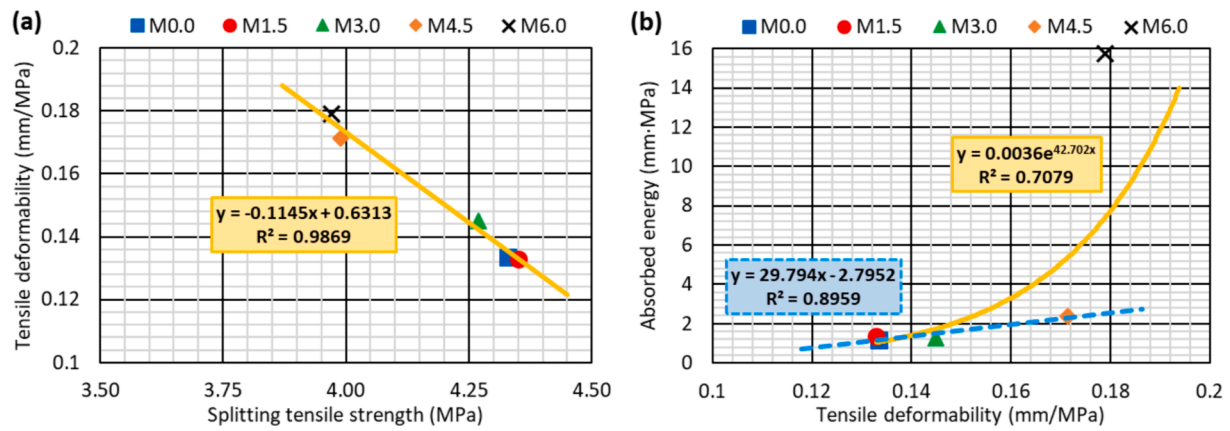 (a) M0.0 M1.5 M3.0 M4.5 M6.0
Tensile deformability (mm/MPa)
0.2
0.18
0.16
0.14
0.12
0.1
y = -0.1145x + 0.6313
R² = 0.9869
3.50 3.75 4.00 4.25 4.50
Splitting tensile strength (MPa)
(b) M0.0 M1.5 M3.0 M4.5 M6.0
Absorbed energy (mm·MPa)
16
14
12
10
8
6
4
2
0
y = 0.0036e^42.702x
R² = 0.7079
y = 29.794x - 2.7952
R² = 0.8959
0.1 0.12 0.14 0.16 0.18 0.2
Tensile deformability (mm/MPa)